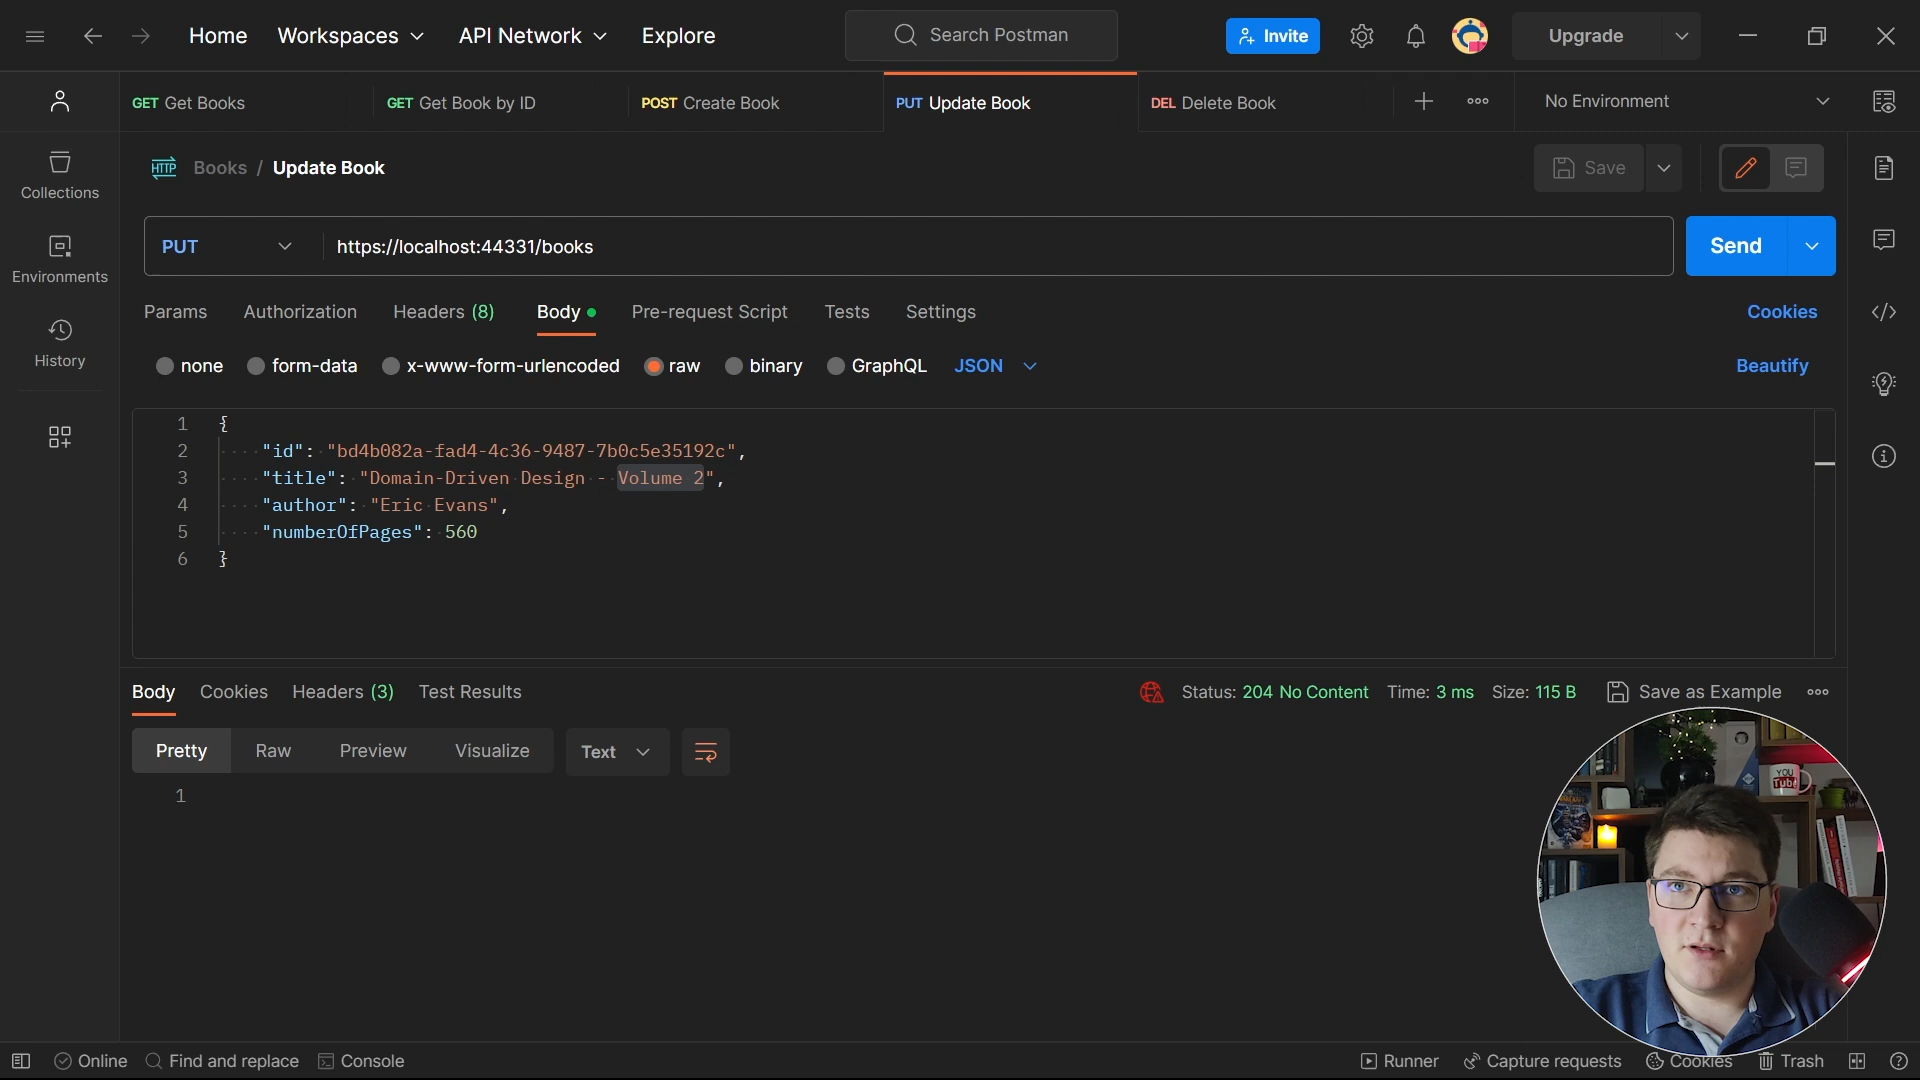 Home Workspaces API Network Explore Search Postman Invite Upgrade
GET Get Books GET Get Book by ID POST Create Book PUT Update Book DEL Delete Book No Environment
HTTP Books / Update Book Save
Collections
Environments
History
PUT https://localhost:44331/books Send
Params Authorization Headers (8) Body Pre-request Script Tests Settings Cookies
none form-data x-www-form-urlencoded raw binary GraphQL JSON Beautify
1 {
2 "id": "bd4b082a-fad4-4c36-9487-7b0c5e35192c",
3 "title": "Domain-Driven Design - Volume 2",
4 "author": "Eric Evans",
5 "numberOfPages": 560
6 }
Body Cookies Headers (3) Test Results Status: 204 No Content Time: 3 ms Size: 115 B Save as Example
Pretty Raw Preview Visualize Text
1
YOU
Tube
Online Find and replace Console Runner Capture requests Cookies Trash